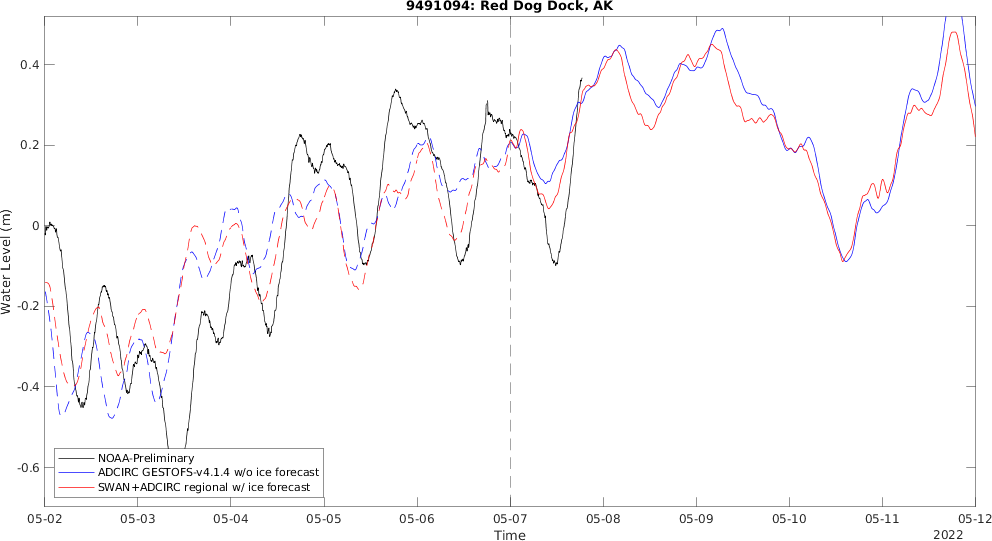 9491094: Red Dog Dock, AK
Water Level (m)
0.4
0.2
0
-0.2
-0.4
-0.6
NOAA-Preliminary
ADCIRC GESTOFS-v4.1.4 w/o ice forecast
SWAN+ADCIRC regional w/ ice forecast
05-02 05-03 05-04 05-05 05-06 05-07 05-08 05-09 05-10 05-11 05-12
Time
2022